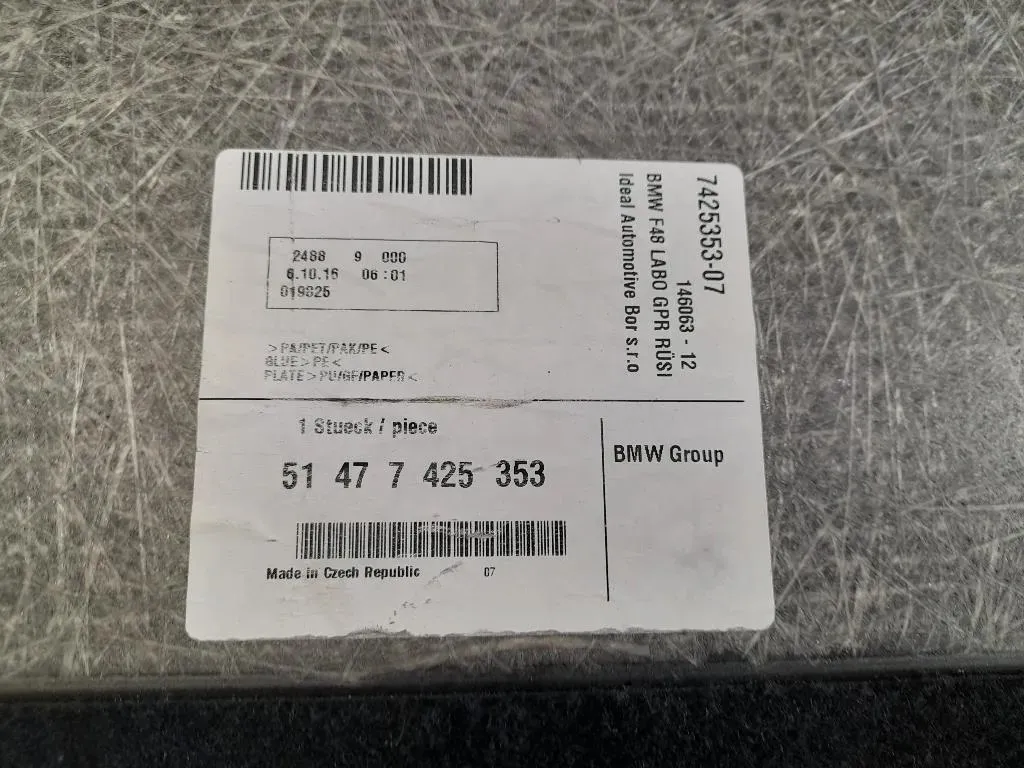 2488 9 000
6.10.16 06:01
019825
>PA/PET/PAK/PE<
GLUE>PE<
PLATE>PU/GF/PAPER<
7425353-07
146063 - 12
BMW F48 LABO GPR RÜSI
Ideal Automotive Bor s.r.o
1 Stueck / piece
51 47 7 425 353
Made in Czech Republic 07
BMW Group